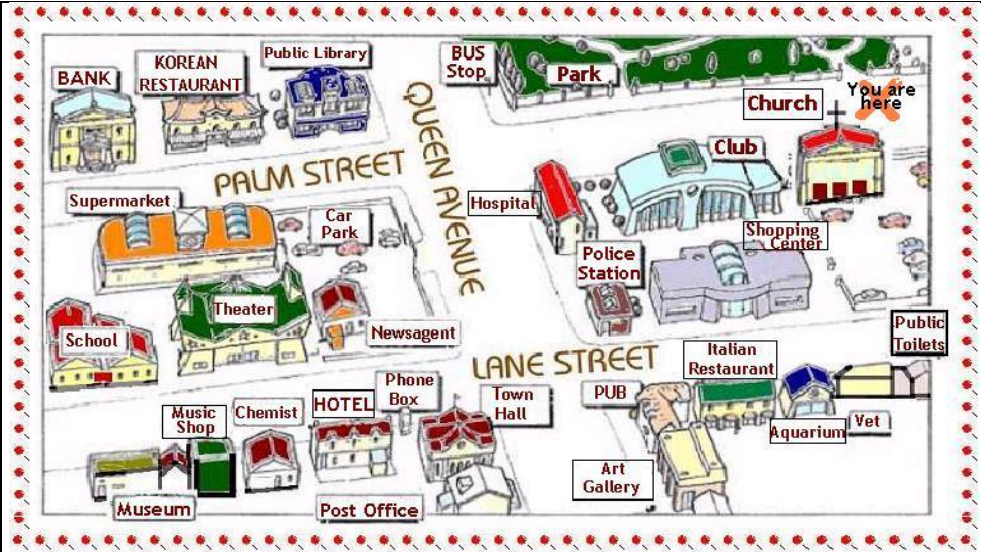 BANK
KOREAN
RESTAURANT
Public Library
BUS
Stop
Park
You are
here
Church
Club
PALM STREET
QUEEN AVENUE
Supermarket
Car
Park
Hospital
Shopping
Center
Police
Station
Theater
School
Newsagent
Public
Toilets
LANE STREET
Italian
Restaurant
PUB
Aquarium
Vet
Phone
Box
Town
Hall
HOTEL
Chemist
Music
Shop
Art
Gallery
Museum
Post Office